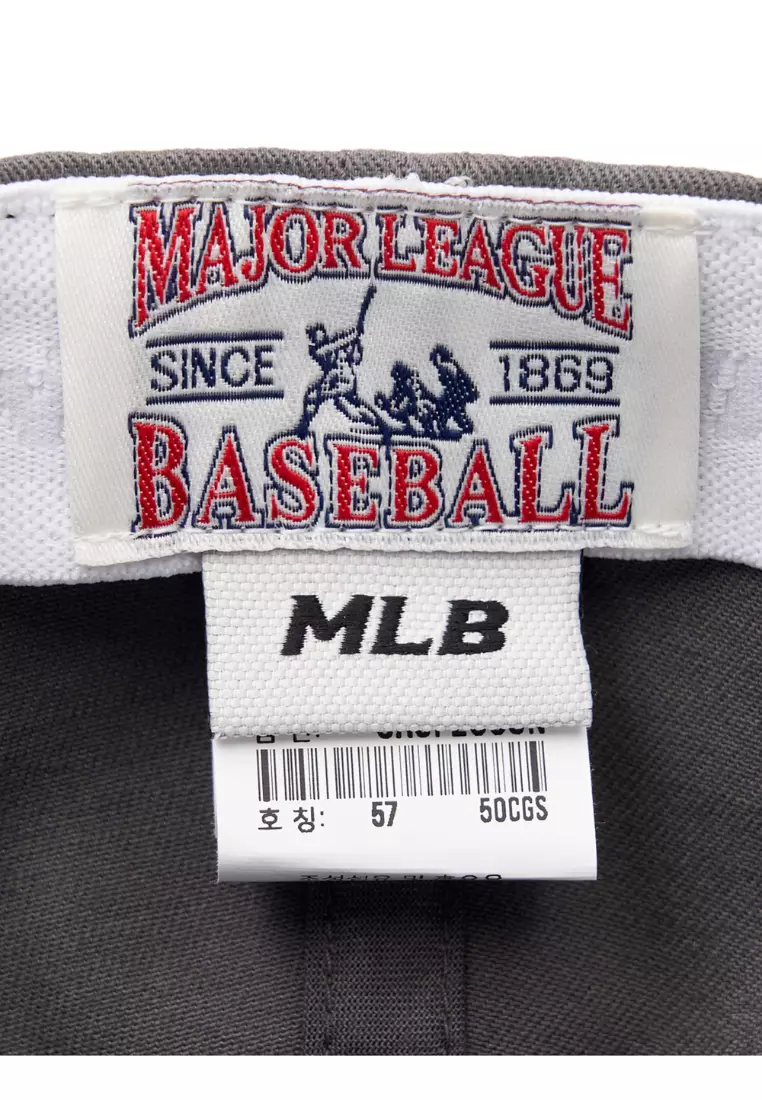 MAJOR LEAGUE
SINCE 1869
BASEBALL
MLB
호 칭: 57 50CGS